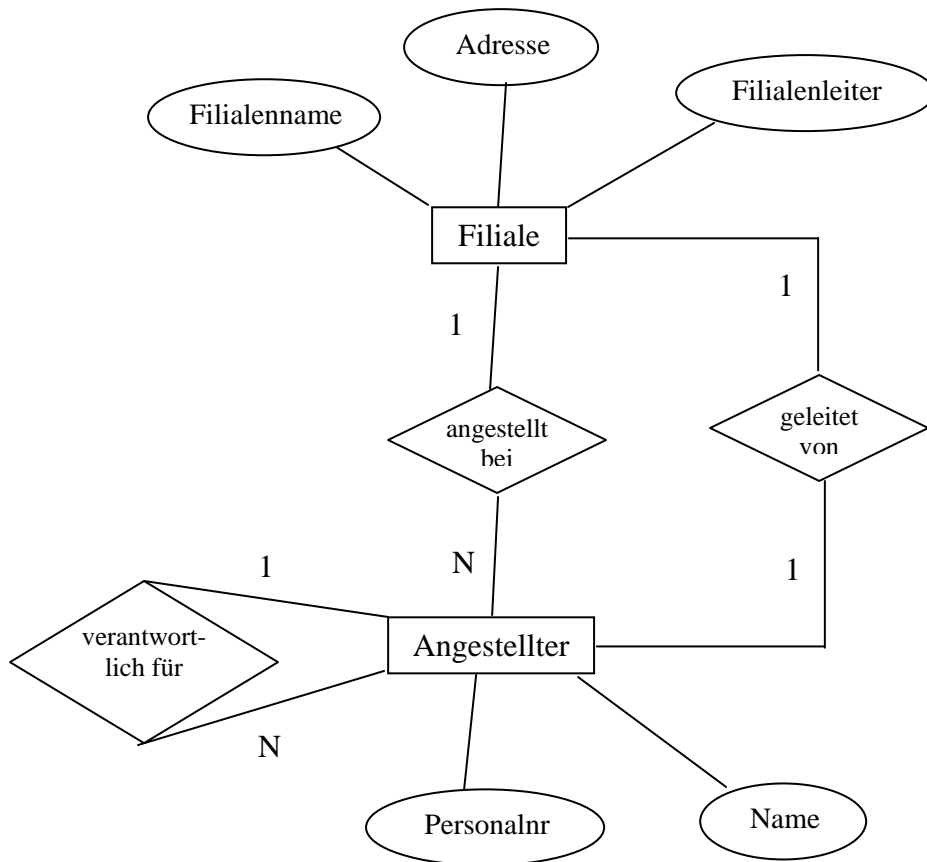 Adresse
Filialenname
Filialenleiter
Filiale
1
1
angestellt
bei
geleitet
von
N
1
1
verantwort-
lich für
Angestellter
N
Personalnr
Name